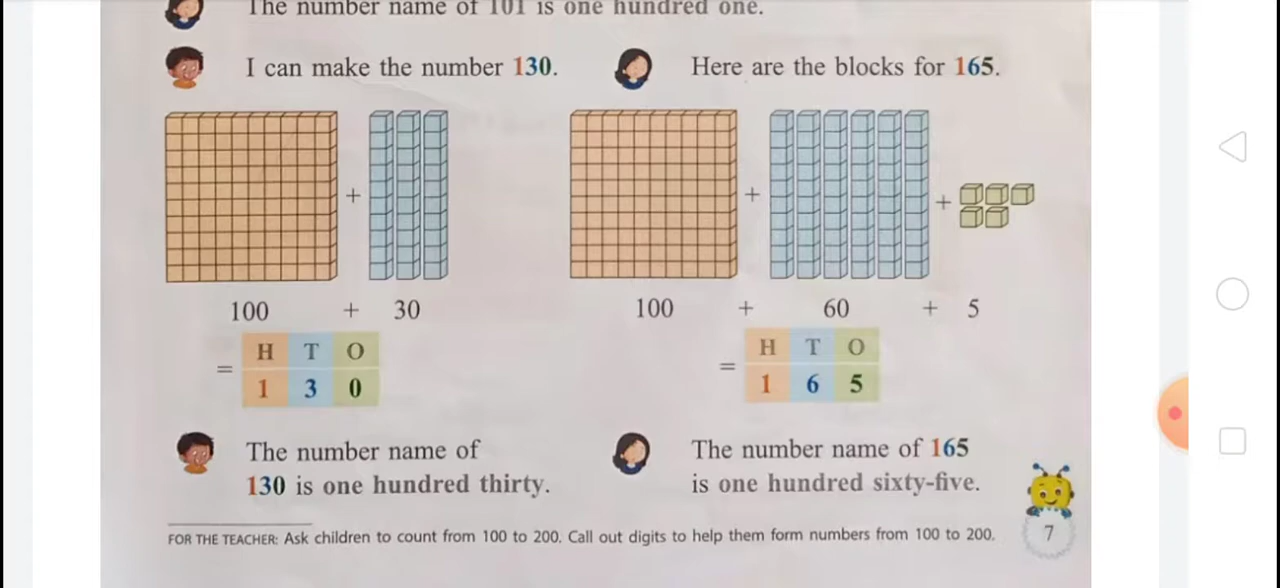 The number name of 101 is one hundred one.
I can make the number 130.
Here are the blocks for 165.
+
+
+
100 + 30
100 + 60 + 5
H T O
= 1 3 0
H T O
= 1 6 5
The number name of
130 is one hundred thirty.
The number name of 165
is one hundred sixty-five.
FOR THE TEACHER: Ask children to count from 100 to 200. Call out digits to help them form numbers from 100 to 200.
7